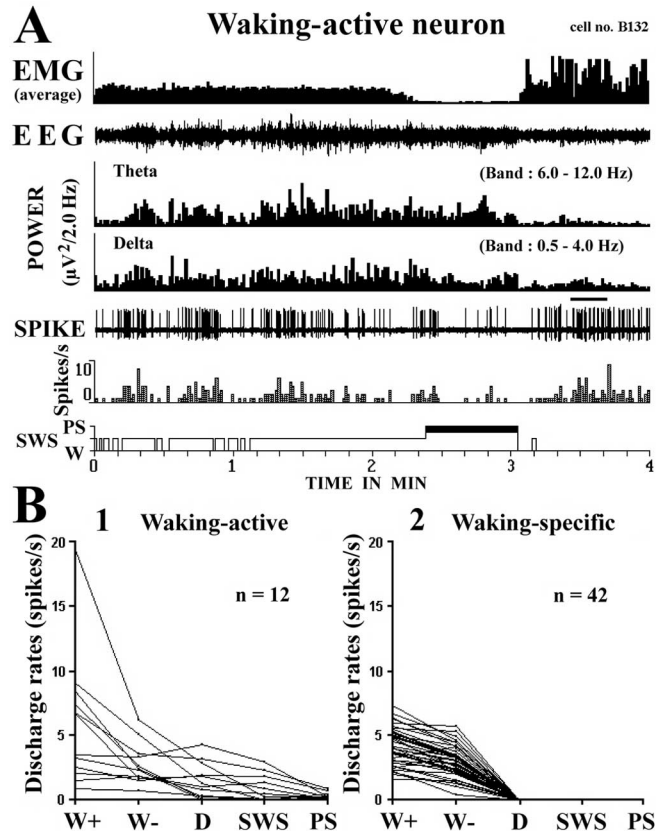 A Waking-active neuron cell no. B132
EMG
(average)
EEG
POWER
(µV²/2.0 Hz)
Theta (Band : 6.0 - 12.0 Hz)
Delta (Band : 0.5 - 4.0 Hz)
SPIKE
Spikes/s
10
0
PS
SWS
W
0 1 2 3 4
TIME IN MIN
B
1 Waking-active
2 Waking-specific
Discharge rates (spikes/s)
20
15
10
5
0
n = 12
W+ W- D SWS PS
Discharge rates (spikes/s)
20
15
10
5
0
n = 42
W+ W- D SWS PS